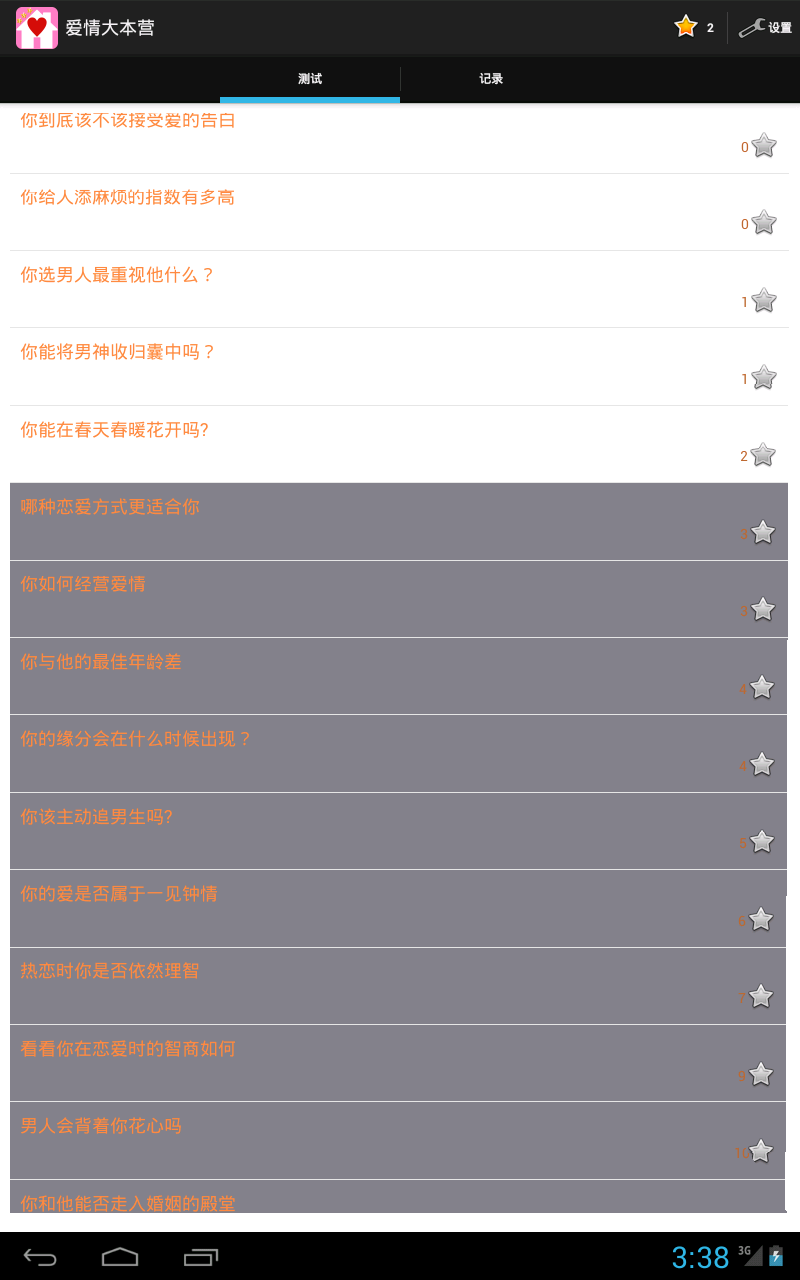 爱情大本营
2
设置
测试
记录
你到底该不该接受爱的告白
0
你给人添麻烦的指数有多高
0
你选男人最重视他什么？
1
你能将男神收归囊中吗？
1
你能在春天春暖花开吗?
2
哪种恋爱方式更适合你
3
你如何经营爱情
3
你与他的最佳年龄差
4
你的缘分会在什么时候出现？
4
你该主动追男生吗?
5
你的爱是否属于一见钟情
6
热恋时你是否依然理智
7
看看你在恋爱时的智商如何
9
男人会背着你花心吗
10
你和他能否走入婚姻的殿堂
3:38
3G